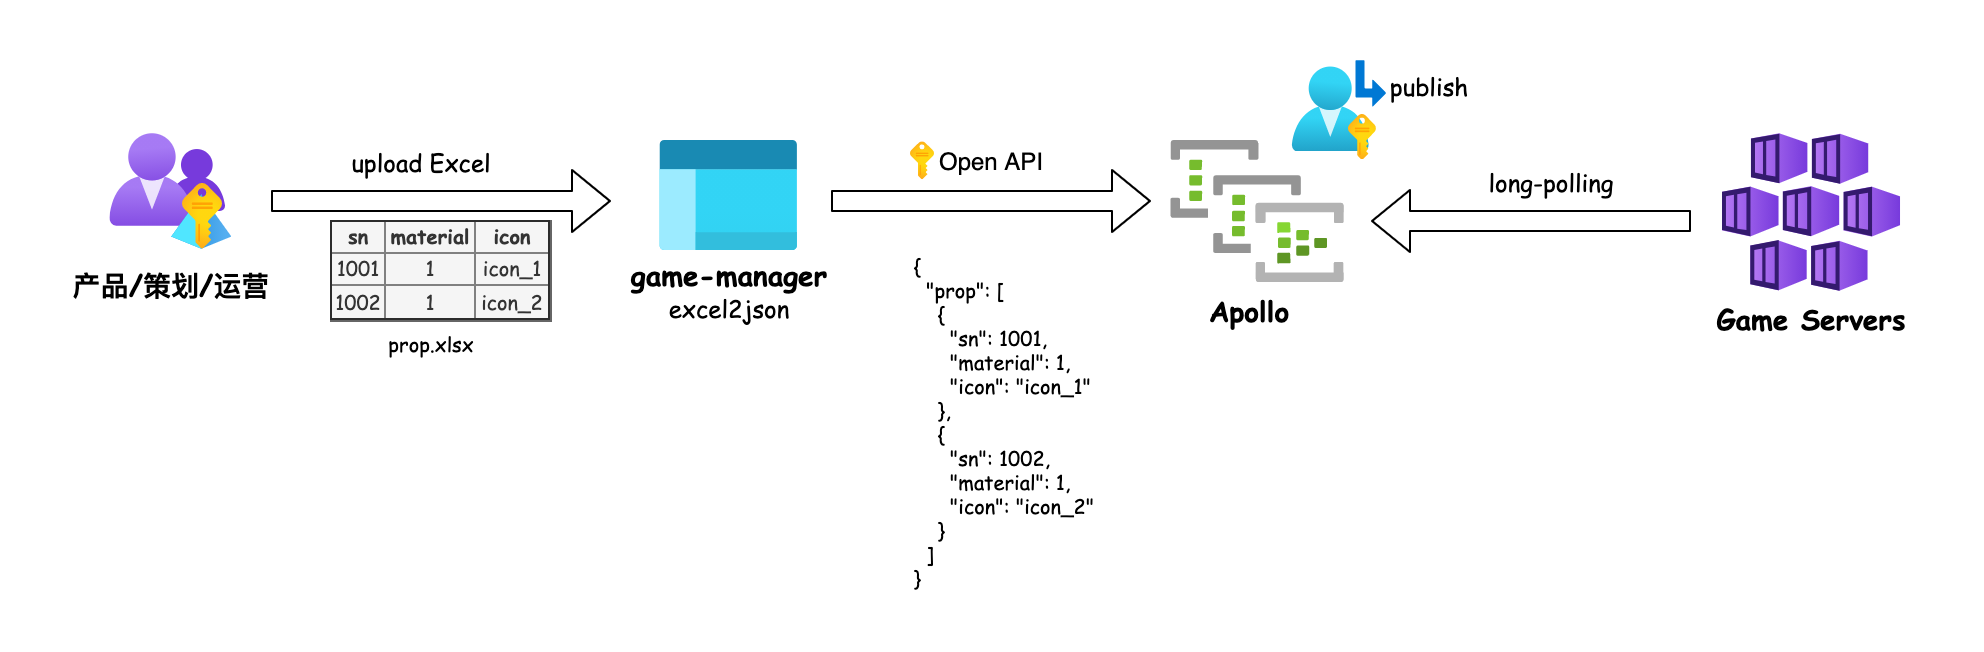 产品/策划/运营
upload Excel
sn material icon
1001 1 icon_1
1002 1 icon_2
prop.xlsx
game-manager
excel2json
Open API
{
"prop": [
{
"sn": 1001,
"material": 1,
"icon": "icon_1"
},
{
"sn": 1002,
"material": 1,
"icon": "icon_2"
}
]
}
publish
Apollo
long-polling
Game Servers